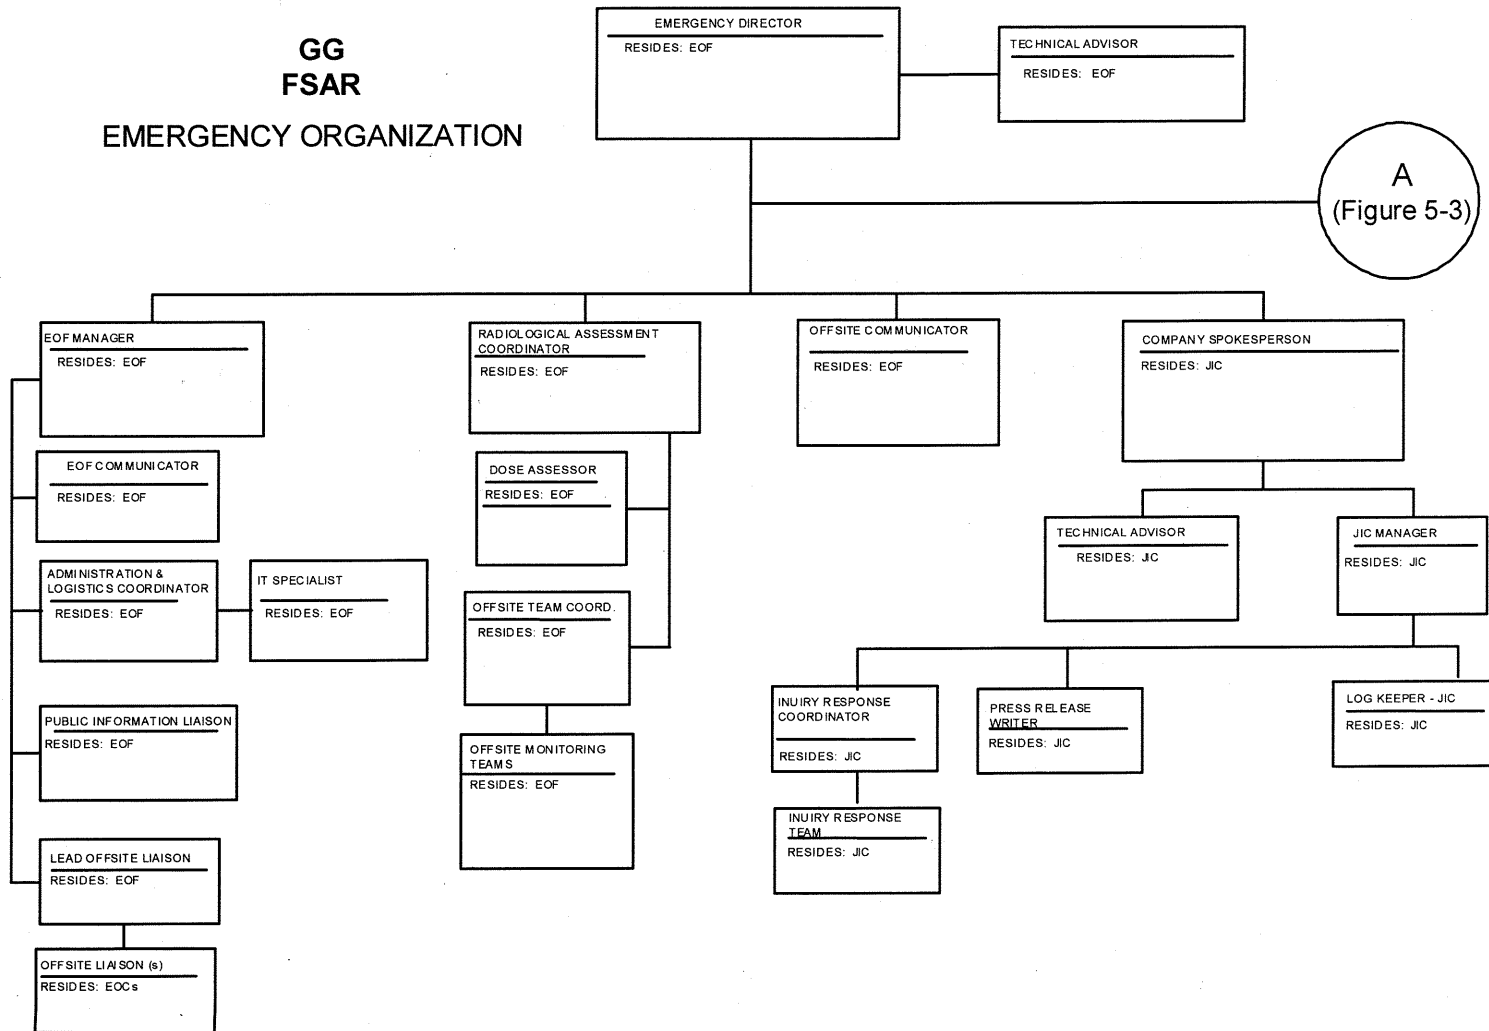 GG
FSAR
EMERGENCY ORGANIZATION
EMERGENCY DIRECTOR
RESIDES: EOF
TECHNICAL ADVISOR
RESIDES: EOF
A
(Figure 5-3)
EOF MANAGER
RESIDES: EOF
RADIOLOGICAL ASSESSMENT
COORDINATOR
RESIDES: EOF
OFFSITE COMMUNICATOR
RESIDES: EOF
COMPANY SPOKESPERSON
RESIDES: JIC
EOF COMMUNICATOR
RESIDES: EOF
DOSE ASSESSOR
RESIDES: EOF
TECHNICAL ADVISOR
RESIDES: JIC
JIC MANAGER
RESIDES: JIC
ADMINISTRATION &
LOGISTICS COORDINATOR
RESIDES: EOF
IT SPECIALIST
RESIDES: EOF
OFFSITE TEAM COORD.
RESIDES: EOF
INUIRY RESPONSE
COORDINATOR
RESIDES: JIC
PRESS RELEASE
WRITER
RESIDES: JIC
LOG KEEPER - JIC
RESIDES: JIC
PUBLIC INFORMATION LIAISON
RESIDES: EOF
OFFSITE MONITORING
TEAMS
RESIDES: EOF
INUIRY RESPONSE
TEAM
RESIDES: JIC
LEAD OFFSITE LIAISON
RESIDES: EOF
OFFSITE LIAISON (s)
RESIDES: EOCs